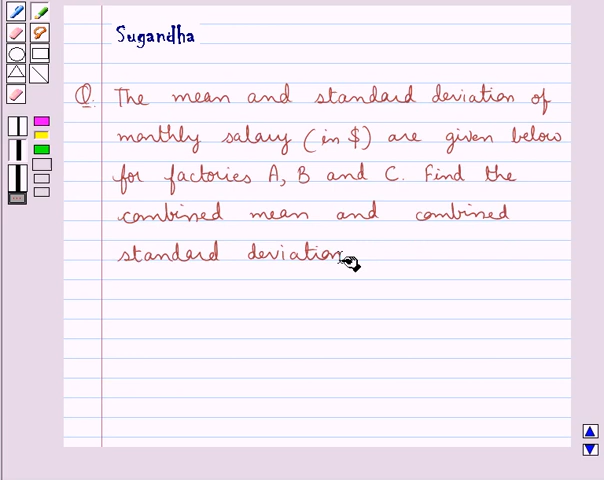 Sugandha
Q. The mean and standard deviation of
monthly salary (in $) are given below
for factories A, B and C. Find the
combined mean and combined
standard deviation